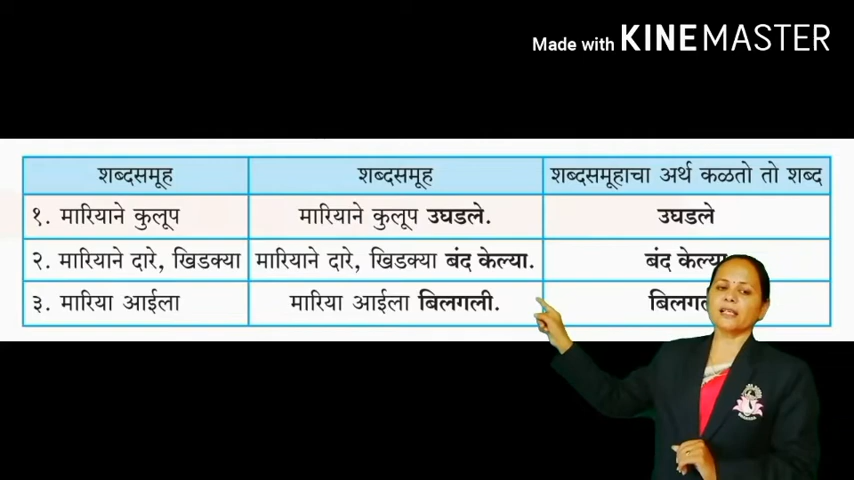 Made with KINEMASTER
शब्दसमूह शब्दसमूह शब्दसमूहाचा अर्थ कळतो तो शब्द
१. मारियाने कुलूप मारियाने कुलूप उघडले. उघडले
२. मारियाने दारे, खिडक्या मारियाने दारे, खिडक्या बंद केल्या. बंद केल्या
३. मारिया आईला मारिया आईला बिलगली.